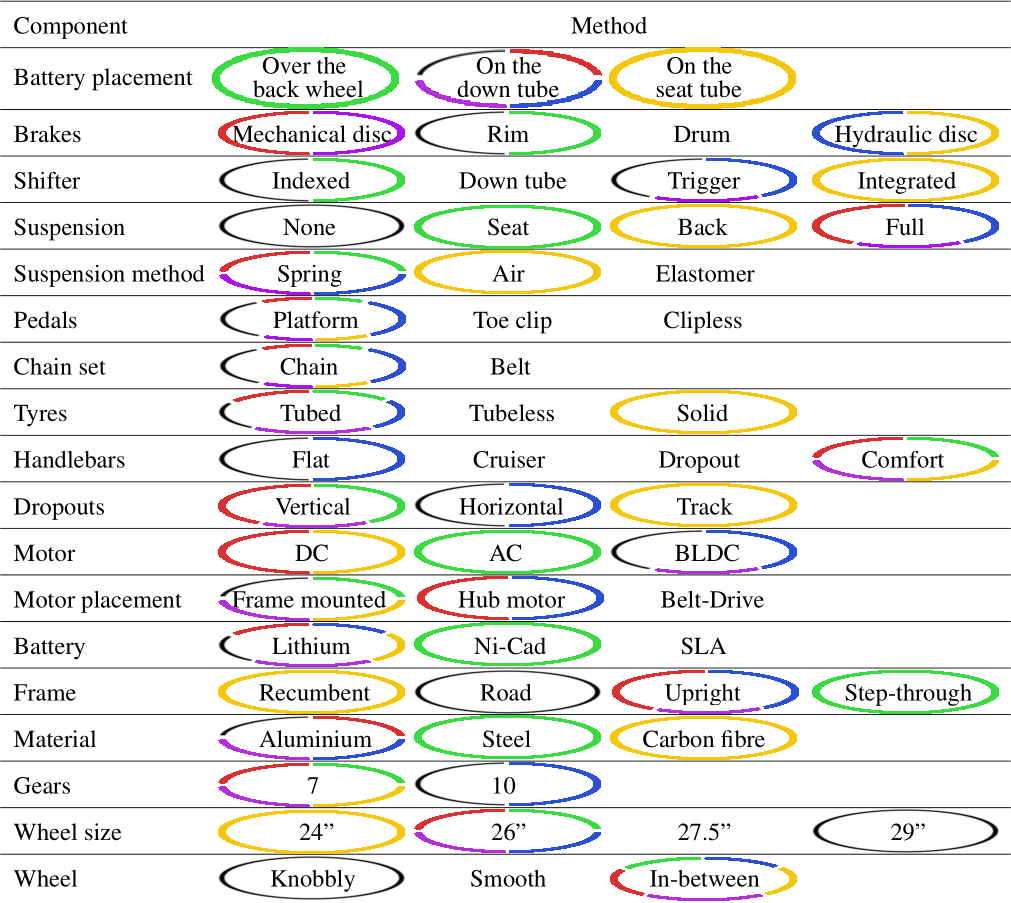 Component Method
Battery placement Over the back wheel On the down tube On the seat tube
Brakes Mechanical disc Rim Drum Hydraulic disc
Shifter Indexed Down tube Trigger Integrated
Suspension None Seat Back Full
Suspension method Spring Air Elastomer
Pedals Platform Toe clip Clipless
Chain set Chain Belt
Tyres Tubed Tubeless Solid
Handlebars Flat Cruiser Dropout Comfort
Dropouts Vertical Horizontal Track
Motor DC AC BLDC
Motor placement Frame mounted Hub motor Belt-Drive
Battery Lithium Ni-Cad SLA
Frame Recumbent Road Upright Step-through
Material Aluminium Steel Carbon fibre
Gears 7 10
Wheel size 24” 26” 27.5” 29”
Wheel Knobbly Smooth In-between